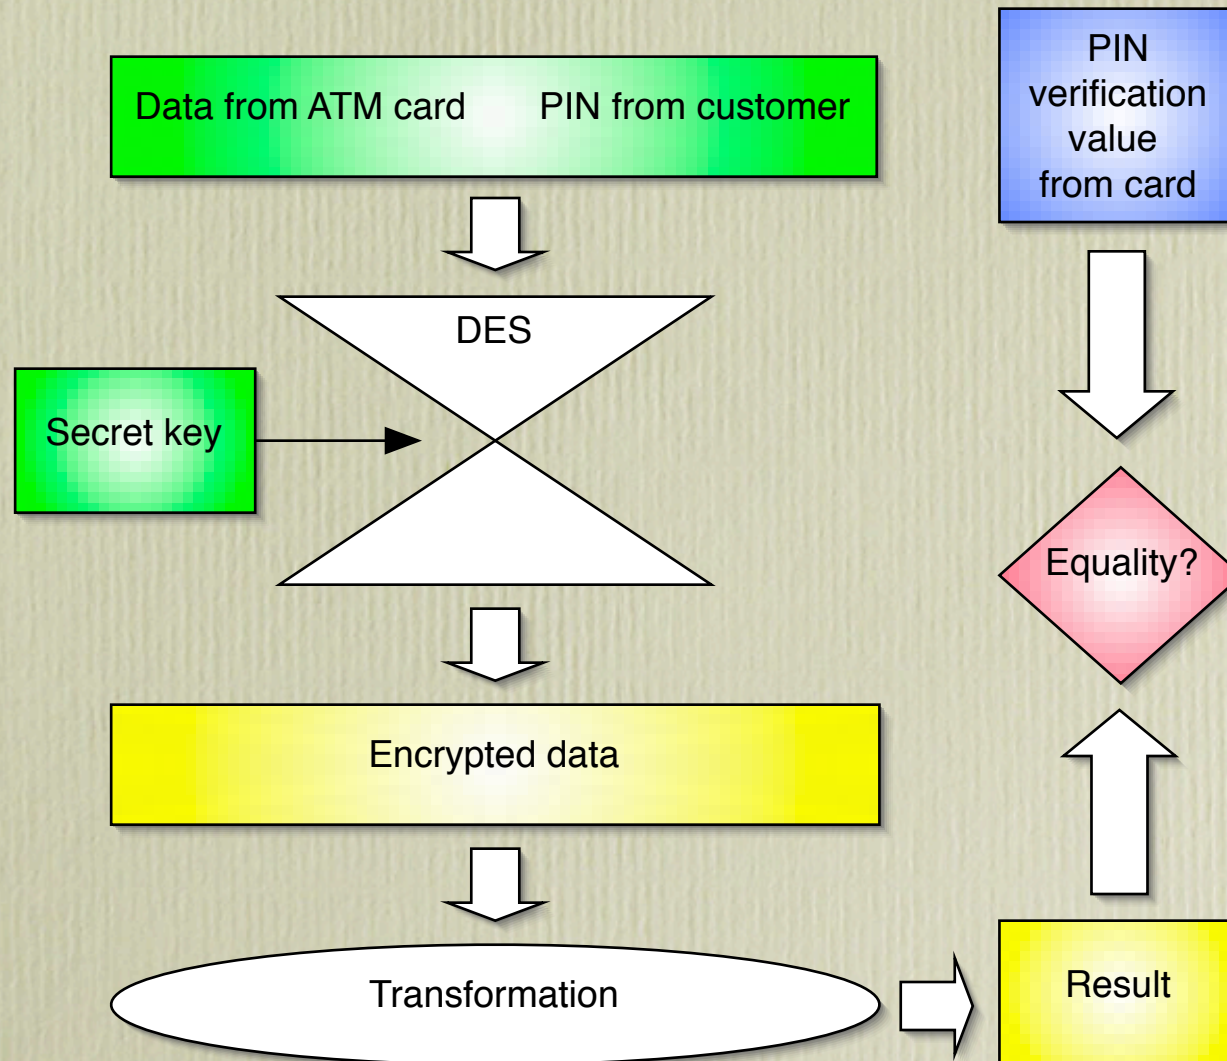 Data from ATM card PIN from customer
PIN
verification
value
from card
DES
Secret key
Equality?
Encrypted data
Transformation
Result